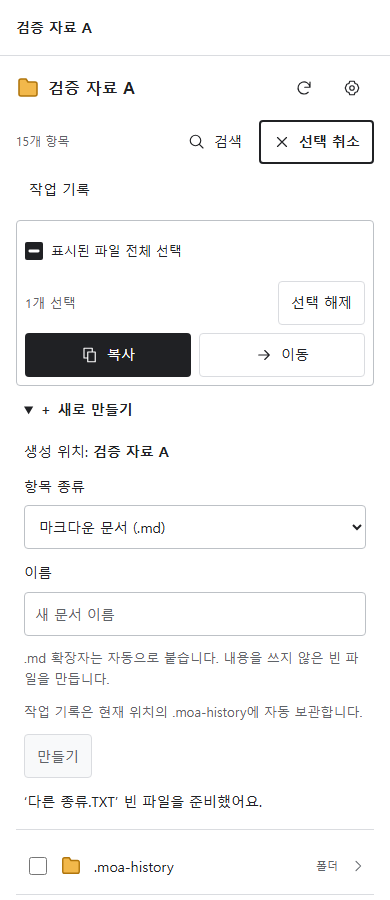 검증 자료 A
검증 자료 A
15개 항목
검색
선택 취소
작업 기록
표시된 파일 전체 선택
1개 선택
선택 해제
복사
이동
+ 새로 만들기
생성 위치: 검증 자료 A
항목 종류
마크다운 문서 (.md)
이름
새 문서 이름
.md 확장자는 자동으로 붙습니다. 내용을 쓰지 않은 빈 파
일을 만듭니다.
작업 기록은 현재 위치의 .moa-history에 자동 보관합니다.
만들기
‘다른 종류.TXT’ 빈 파일을 준비했어요.
.moa-history
폴더